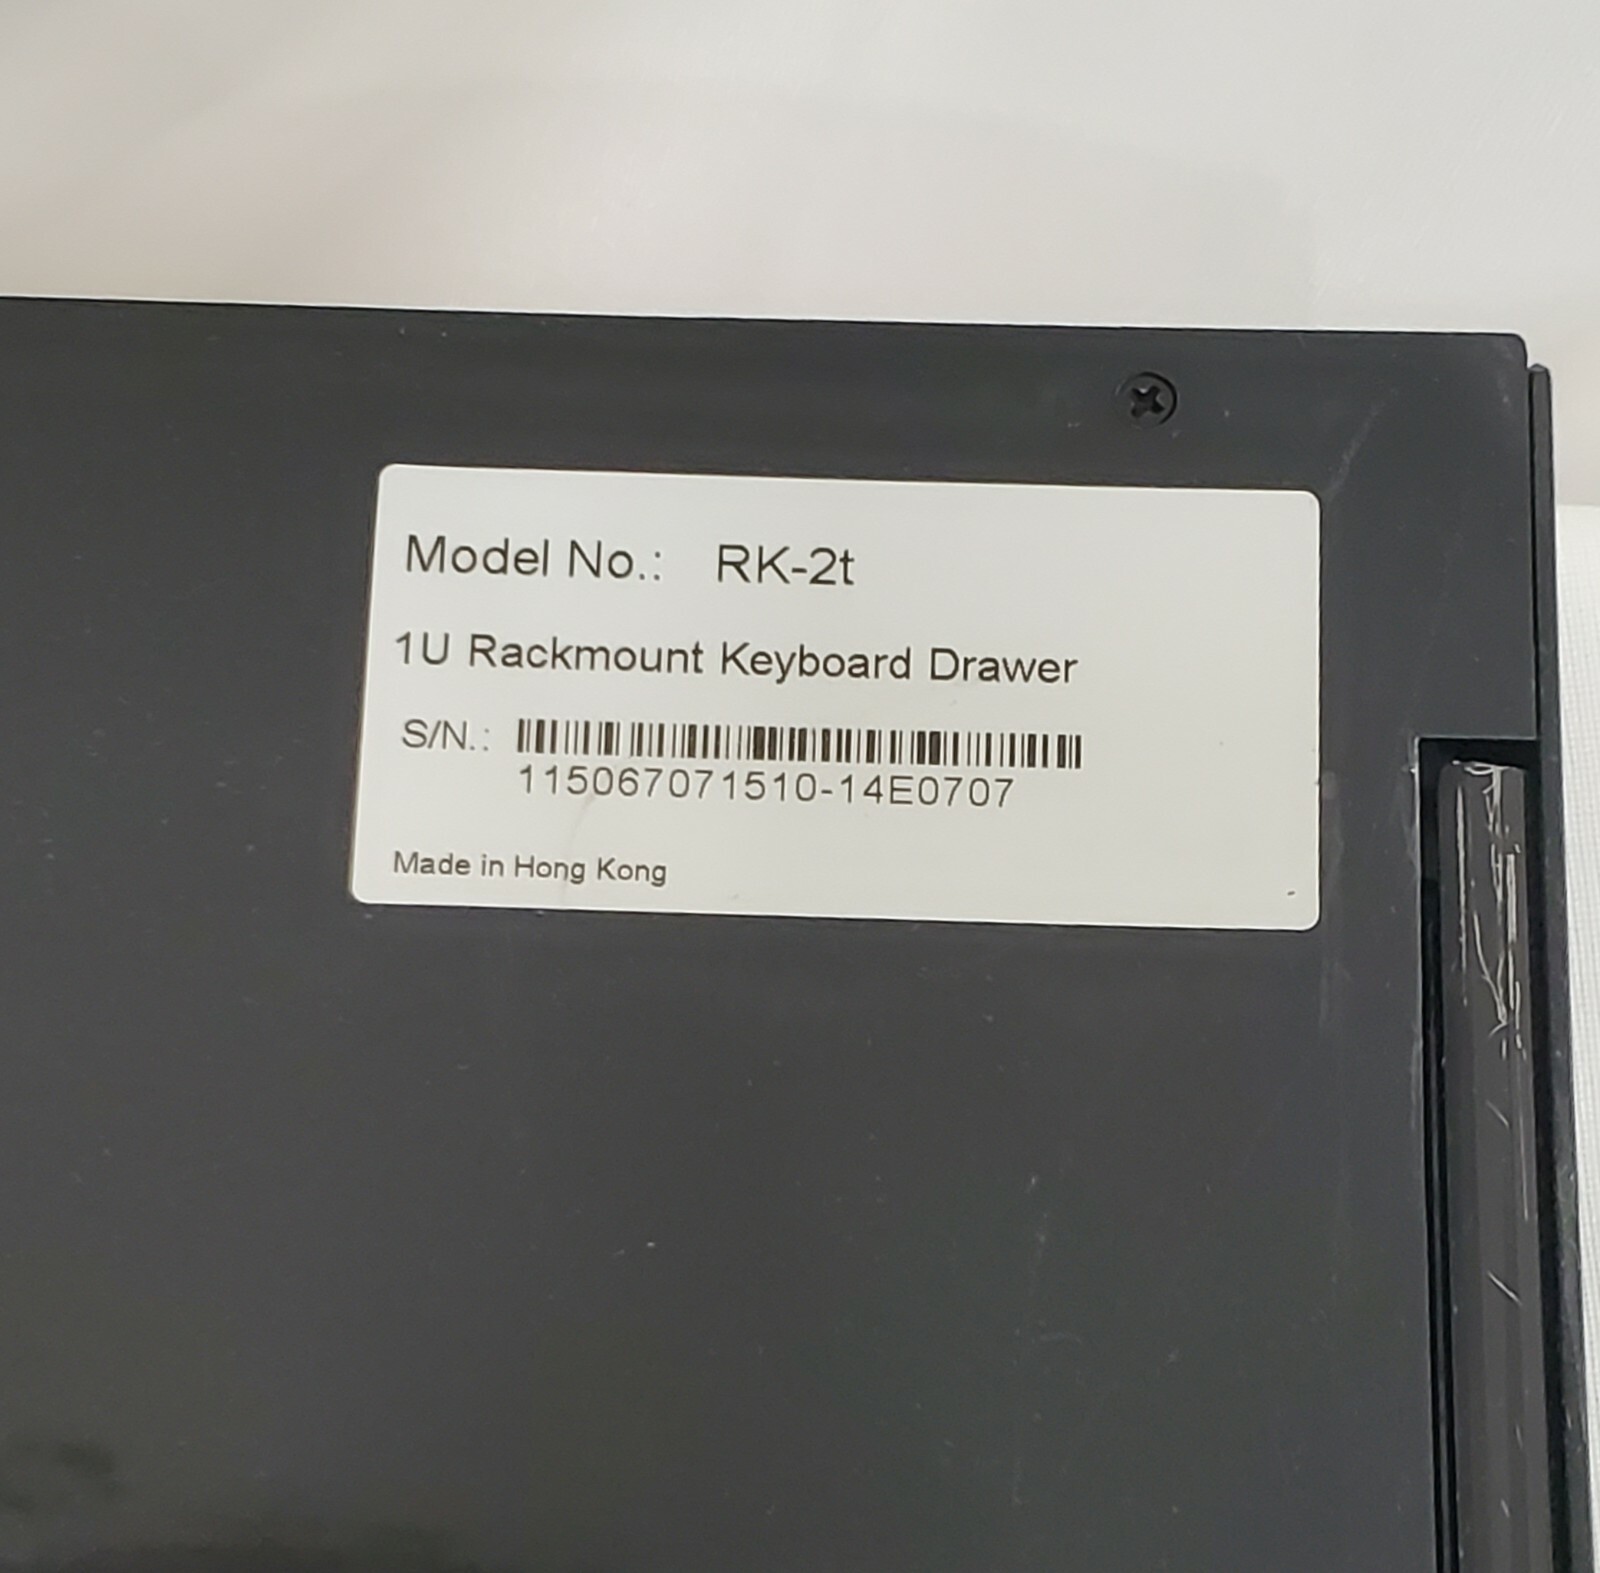 Model No.: RK-2t
1U Rackmount Keyboard Drawer
S/N.:
115067071510-14E0707
Made in Hong Kong